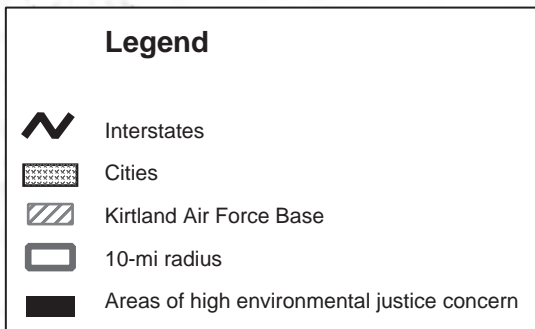 Legend
Interstates
Cities
Kirtland Air Force Base
10-mi radius
Areas of high environmental justice concern